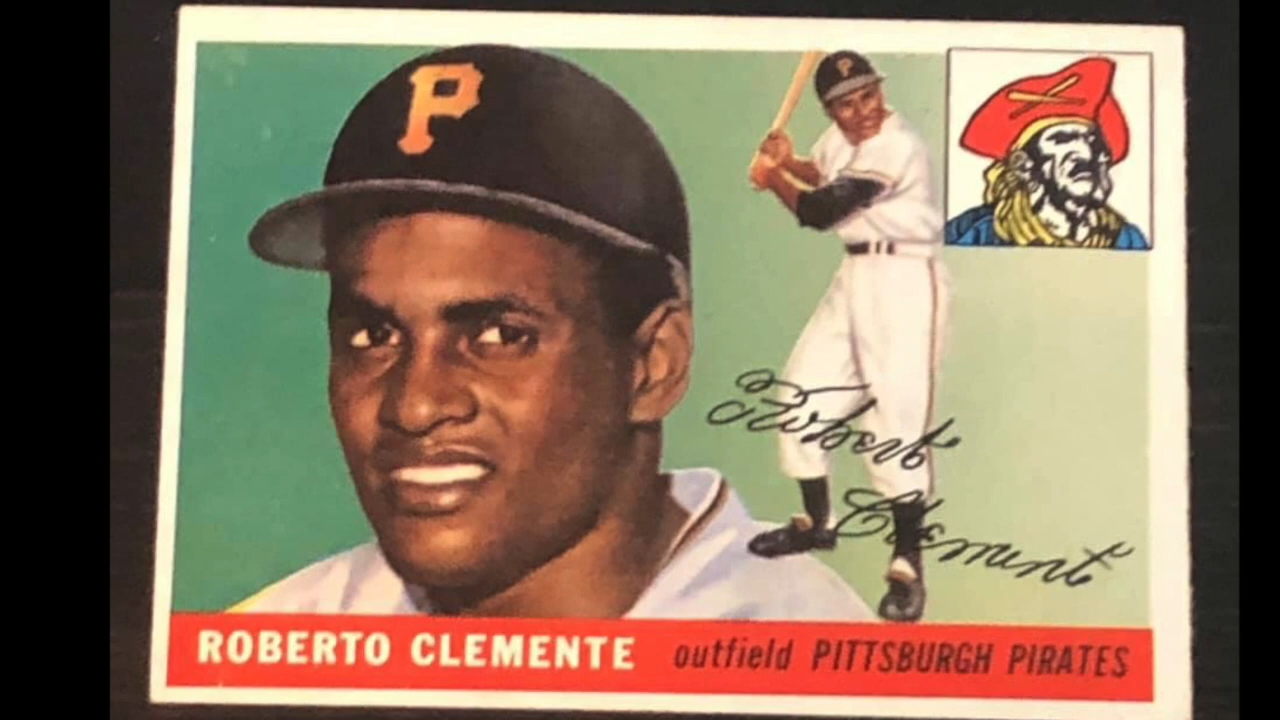 P
P
Roberto
Clemente
ROBERTO CLEMENTE outfield PITTSBURGH PIRATES